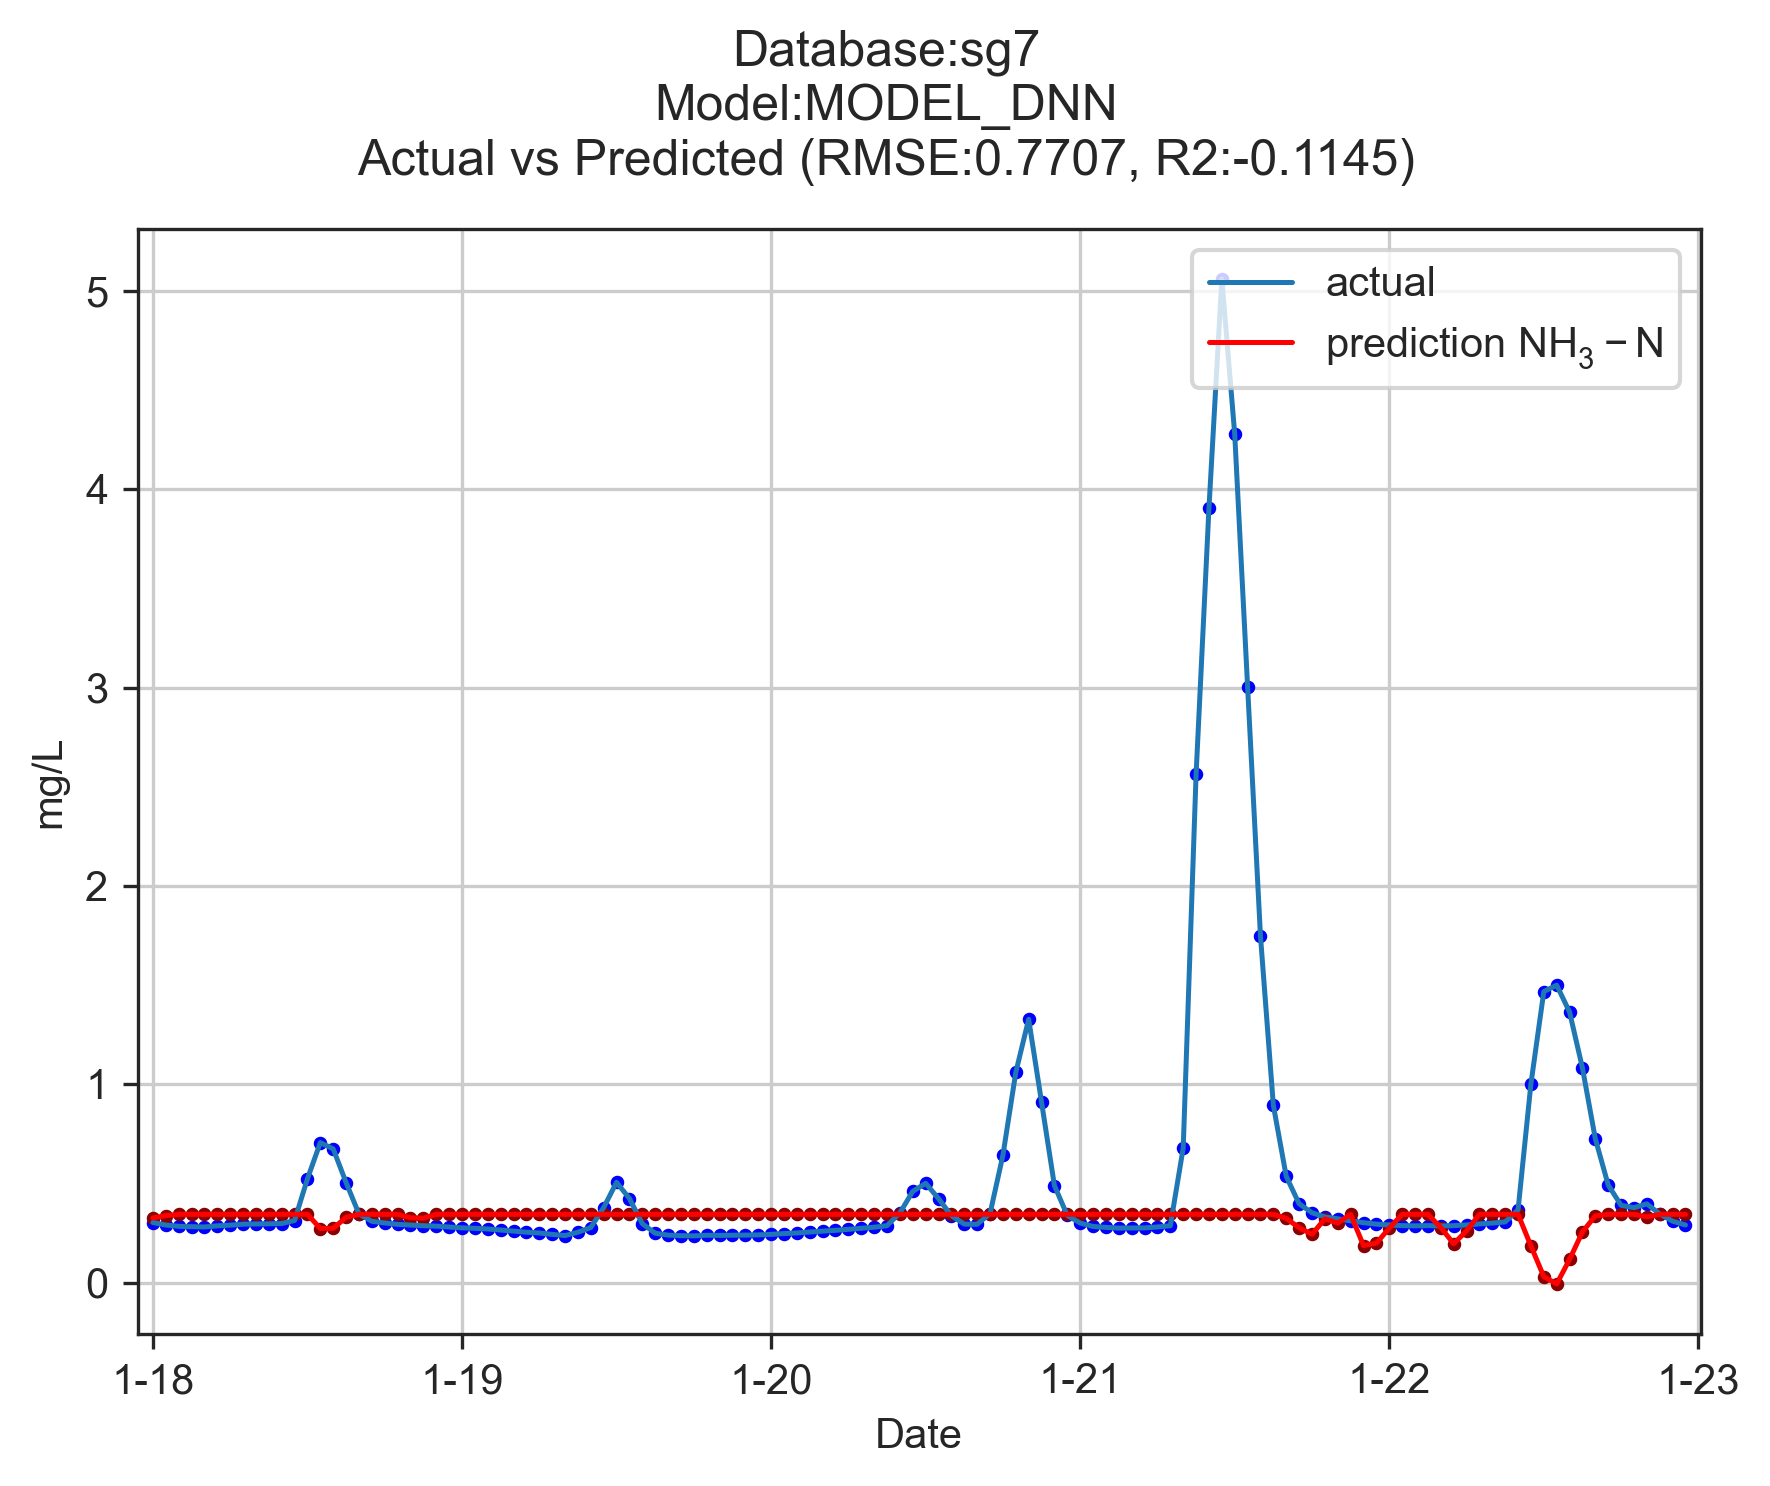 Database:sg7
Model:MODEL_DNN
Actual vs Predicted (RMSE:0.7707, R2:-0.1145)
actual
prediction NH₃ − N
5
4
3
2
1
0
mg/L
1-18 1-19 1-20 1-21 1-22 1-23
Date